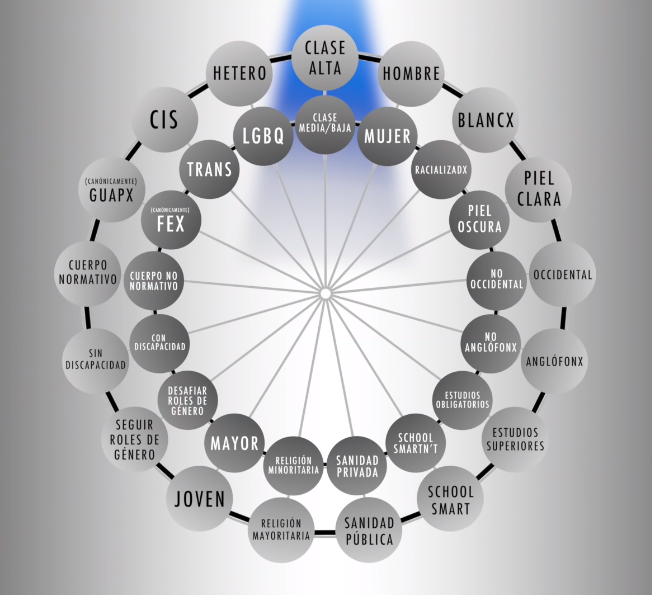 CLASE
ALTA
HOMBRE
BLANCX
PIEL
CLARA
OCCIDENTAL
ANGLÓFONX
ESTUDIOS
SUPERIORES
SCHOOL
SMART
SANIDAD
PÚBLICA
RELIGIÓN
MAYORITARIA
JOVEN
SEGUIR
ROLES DE
GÉNERO
SIN
DISCAPACIDAD
CUERPO
NORMATIVO
(CANÓNICAMENTE)
GUAPX
CIS
HETERO
CLASE
MEDIA/BAJA
MUJER
RACIALIZADX
PIEL
OSCURA
NO
OCCIDENTAL
NO
ANGLÓFONX
ESTUDIOS
OBLIGATORIOS
SCHOOL
SMARTN'T
SANIDAD
PRIVADA
RELIGIÓN
MINORITARIA
MAYOR
DESAFIAR
ROLES DE
GÉNERO
CON
DISCAPACIDAD
CUERPO NO
NORMATIVO
(CANÓNICAMENTE)
FEX
TRANS
LGBQ